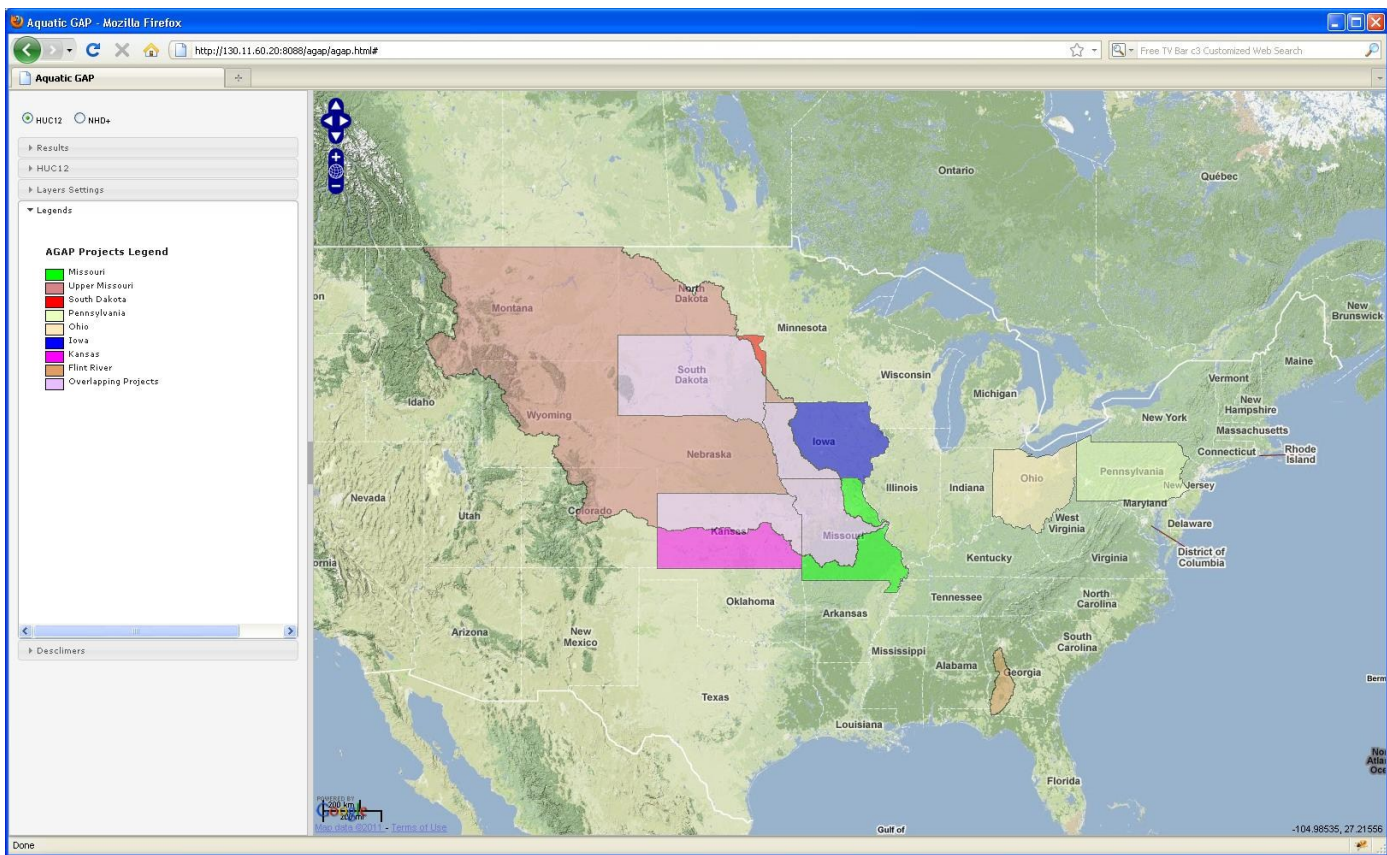 Aquatic GAP - Mozilla Firefox
http://130.11.60.20:8088/agap/agap.html#
Free TV Bar c3 Customized Web Search
Aquatic GAP
HUC12 NHD+
Results
HUC12
Layers Settings
Legends
AGAP Projects Legend
Missouri
Upper Missouri
South Dakota
Pennsylvania
Ohio
Iowa
Kansas
Flint River
Overlapping Projects
Desclimers
Ontario
Québec
North
Dakota
Montana
Minnesota
New
Brunswick
Maine
South
Dakota
Wisconsin
Michigan
Vermont
New
Hampshire
Idaho
Wyoming
New York
Massachusetts
Iowa
Connecticut
Rhode
Island
Nebraska
Pennsylvania
Ohio
Illinois
Indiana
New Jersey
Nevada
Utah
Colorado
Maryland
West
Virginia
Delaware
Kansas
Missouri
District of
Columbia
Kentucky
Virginia
ornia
Oklahoma
Tennessee
North
Carolina
Arkansas
Arizona
New
Mexico
South
Carolina
Mississippi
Alabama
Georgia
Berm
Texas
Louisiana
Florida
Gulf of
POWERED BY
Google
200 km
Map data ©2011 - Terms of Use
-104.98535, 27.21556
Done